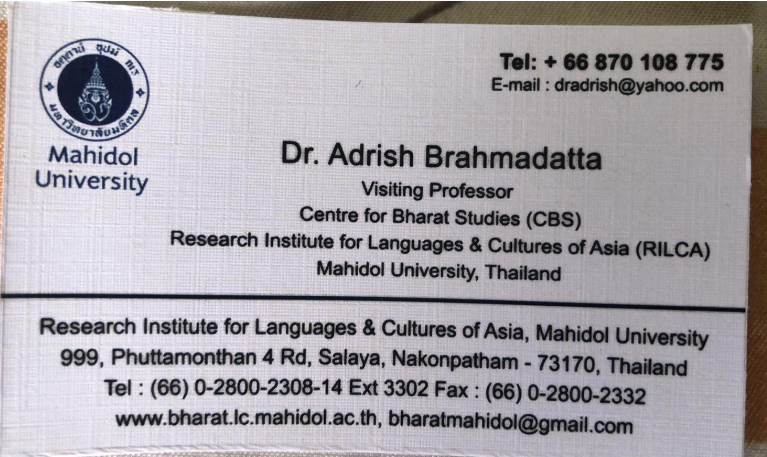 Tel: + 66 870 108 775
E-mail : dradrish@yahoo.com
อตฺตานํ อุปมํ กเร
มหาวิทยาลัยมหิดล
Mahidol
University
Dr. Adrish Brahmadatta
Visiting Professor
Centre for Bharat Studies (CBS)
Research Institute for Languages & Cultures of Asia (RILCA)
Mahidol University, Thailand
Research Institute for Languages & Cultures of Asia, Mahidol University
999, Phuttamonthan 4 Rd, Salaya, Nakonpatham - 73170, Thailand
Tel : (66) 0-2800-2308-14 Ext 3302 Fax : (66) 0-2800-2332
www.bharat.lc.mahidol.ac.th, bharatmahidol@gmail.com